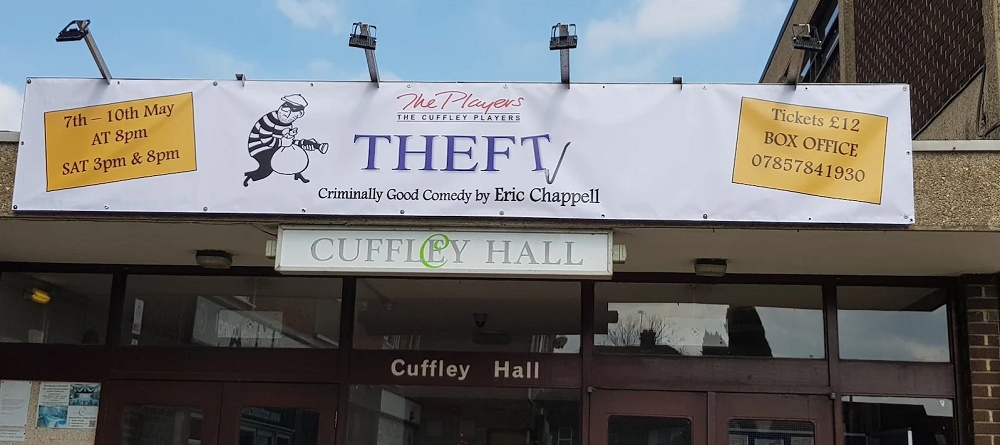 7th – 10th May
AT 8pm
SAT 3pm & 8pm
The Players
THE CUFFLEY PLAYERS
THEFT
Criminally Good Comedy by Eric Chappell
Tickets £12
BOX OFFICE
07857841930
CUFFLEY HALL
Cuffley Hall